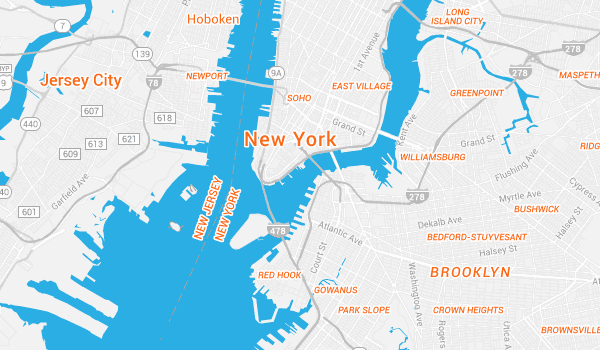 Hoboken
LONG
ISLAND CITY
7
139
278
278
1st Avenue
MASPETH
Jersey City
78
NEWPORT
9A
EAST VILLAGE
SOHO
GREENPOINT
607
618
440
621
613
609
New York
Grand St
Kent Ave
Grand St
RIDG
WILLIAMSBURG
Flushing Ave
Garfield Ave
601
NEW JERSEY
NEW YORK
278
Myrtle Ave
Cypress A
BUSHWICK
478
Atlantic Ave
Dekalb Ave
Halsey St
BEDFORD-STUYVESANT
Halsey St
Court St
RED HOOK
BROOKLYN
GOWANUS
Washington Ave
PARK SLOPE
CROWN HEIGHTS
Rogers
Utica A
BROWNSVILLE